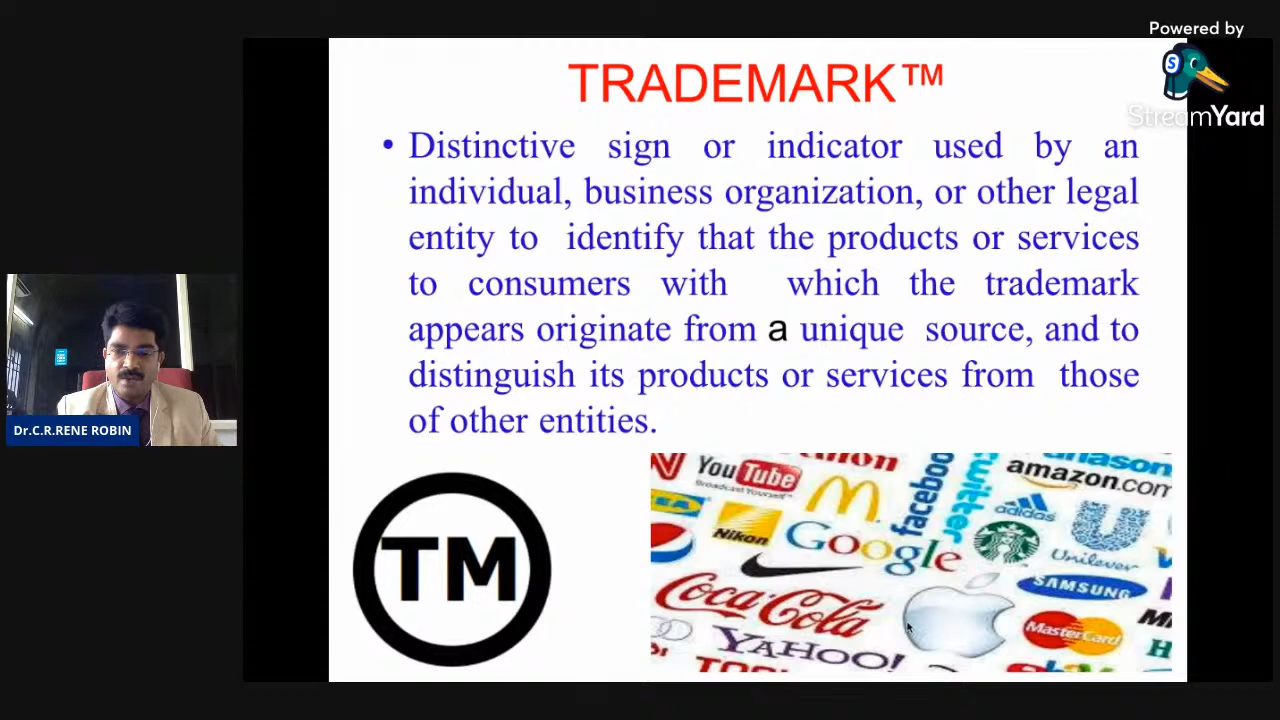 Powered by
StreamYard
TRADEMARK™
• Distinctive sign or indicator used by an
individual, business organization, or other legal
entity to identify that the products or services
to consumers with which the trademark
appears originate from a unique source, and to
distinguish its products or services from those
of other entities.
Dr.C.R.RENE ROBIN
TM
YouTube
Broadcast Yourself™
facebo
twitter
amazon.com
adidas
Nikon
Google
Unilever
SAMSUNG
Coca-Cola
MasterCard
YAHOO!